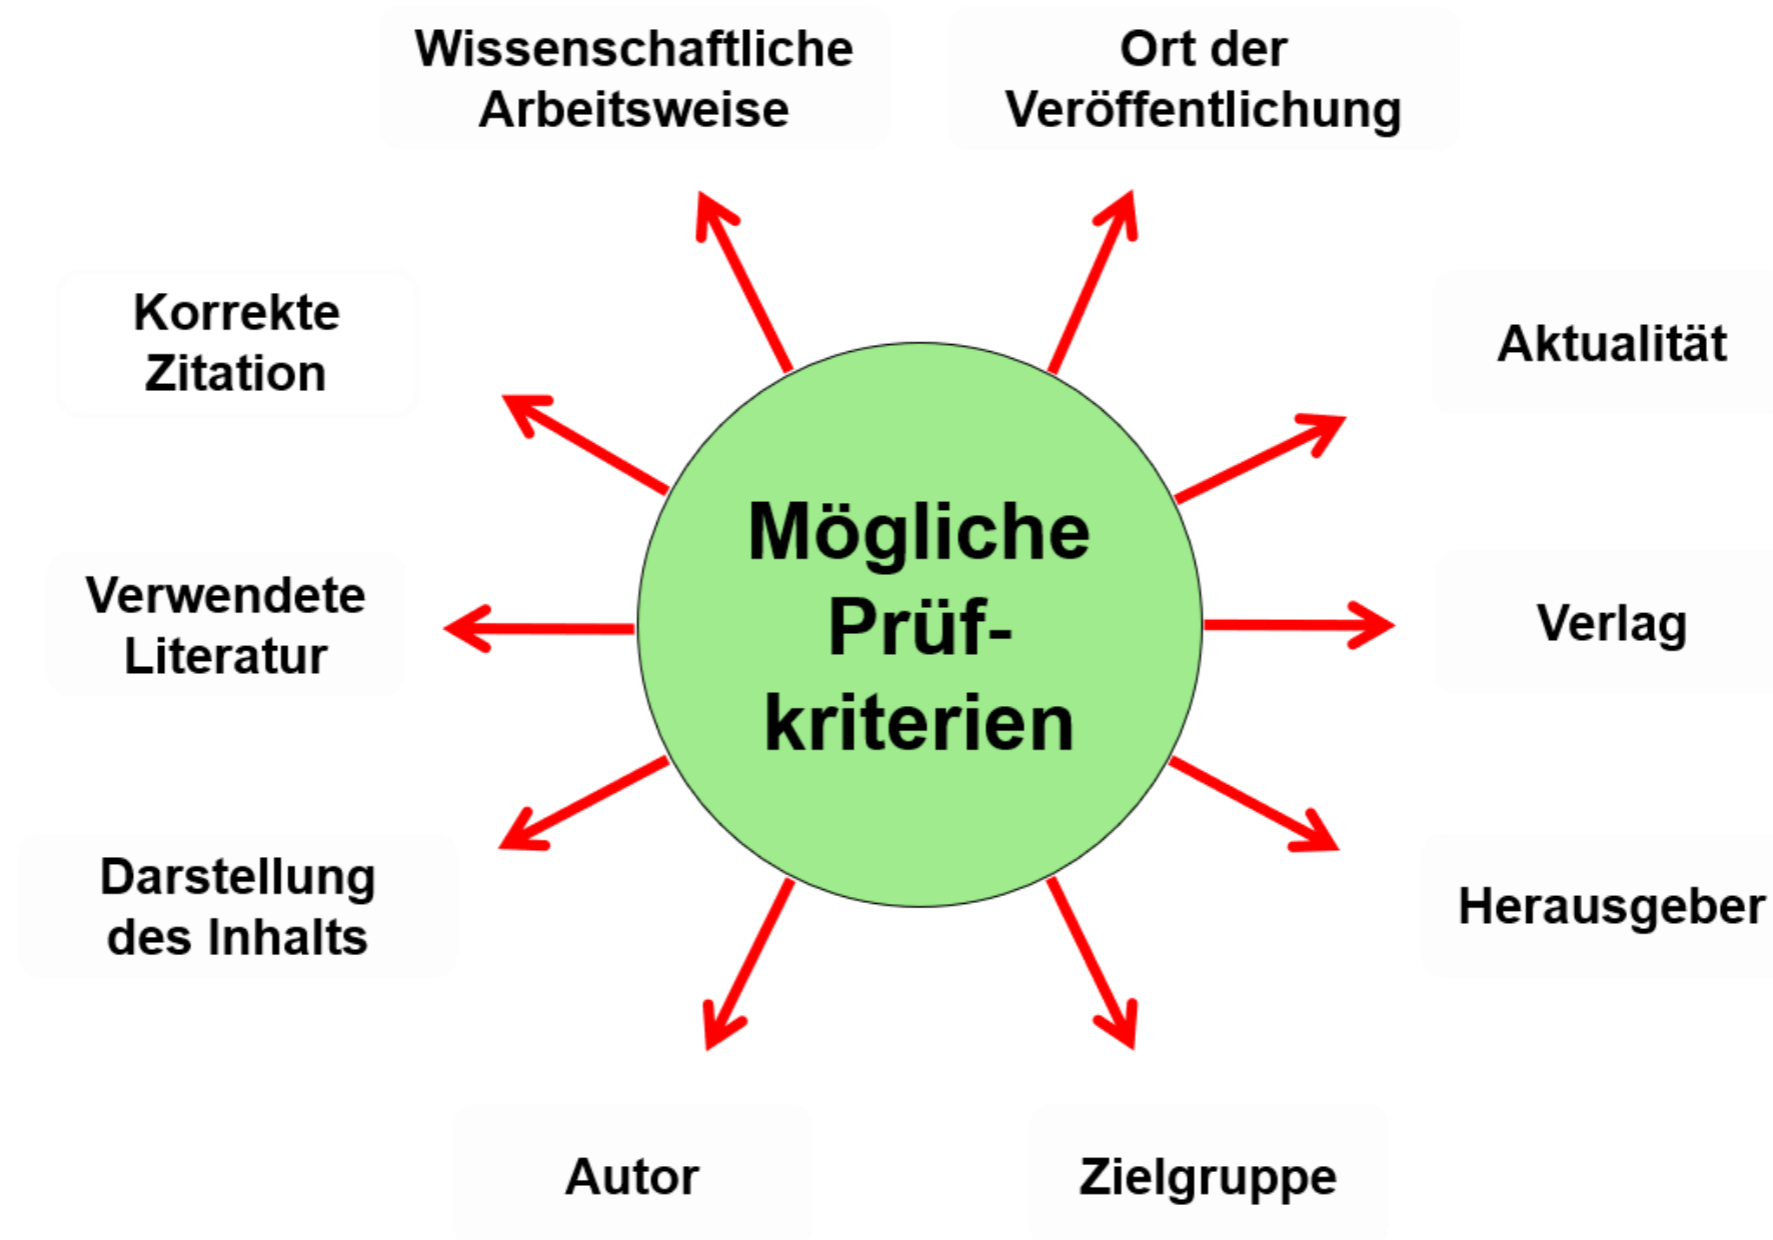 Wissenschaftliche
Arbeitsweise
Ort der
Veröffentlichung
Korrekte
Zitation
Aktualität
Mögliche
Prüf-
kriterien
Verwendete
Literatur
Verlag
Darstellung
des Inhalts
Herausgeber
Autor
Zielgruppe